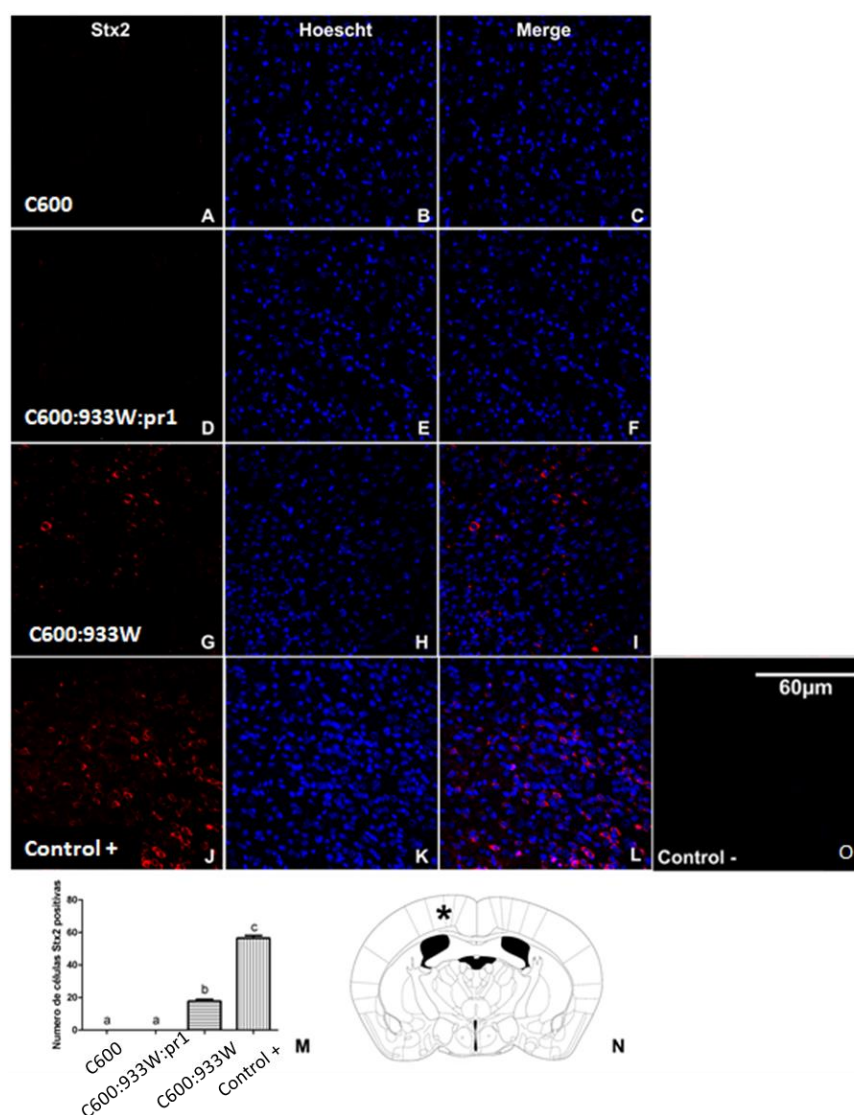 Stx2 Hoescht Merge
C600 A B C
C600:933W:pr1 D E F
C600:933W G H I
60µm
Control + J K L Control - O
Numero de células Stx2 positivas
80
60
40
20
0
a a b c
C600 C600:933W:pr1 C600:933W Control +
M
*
N